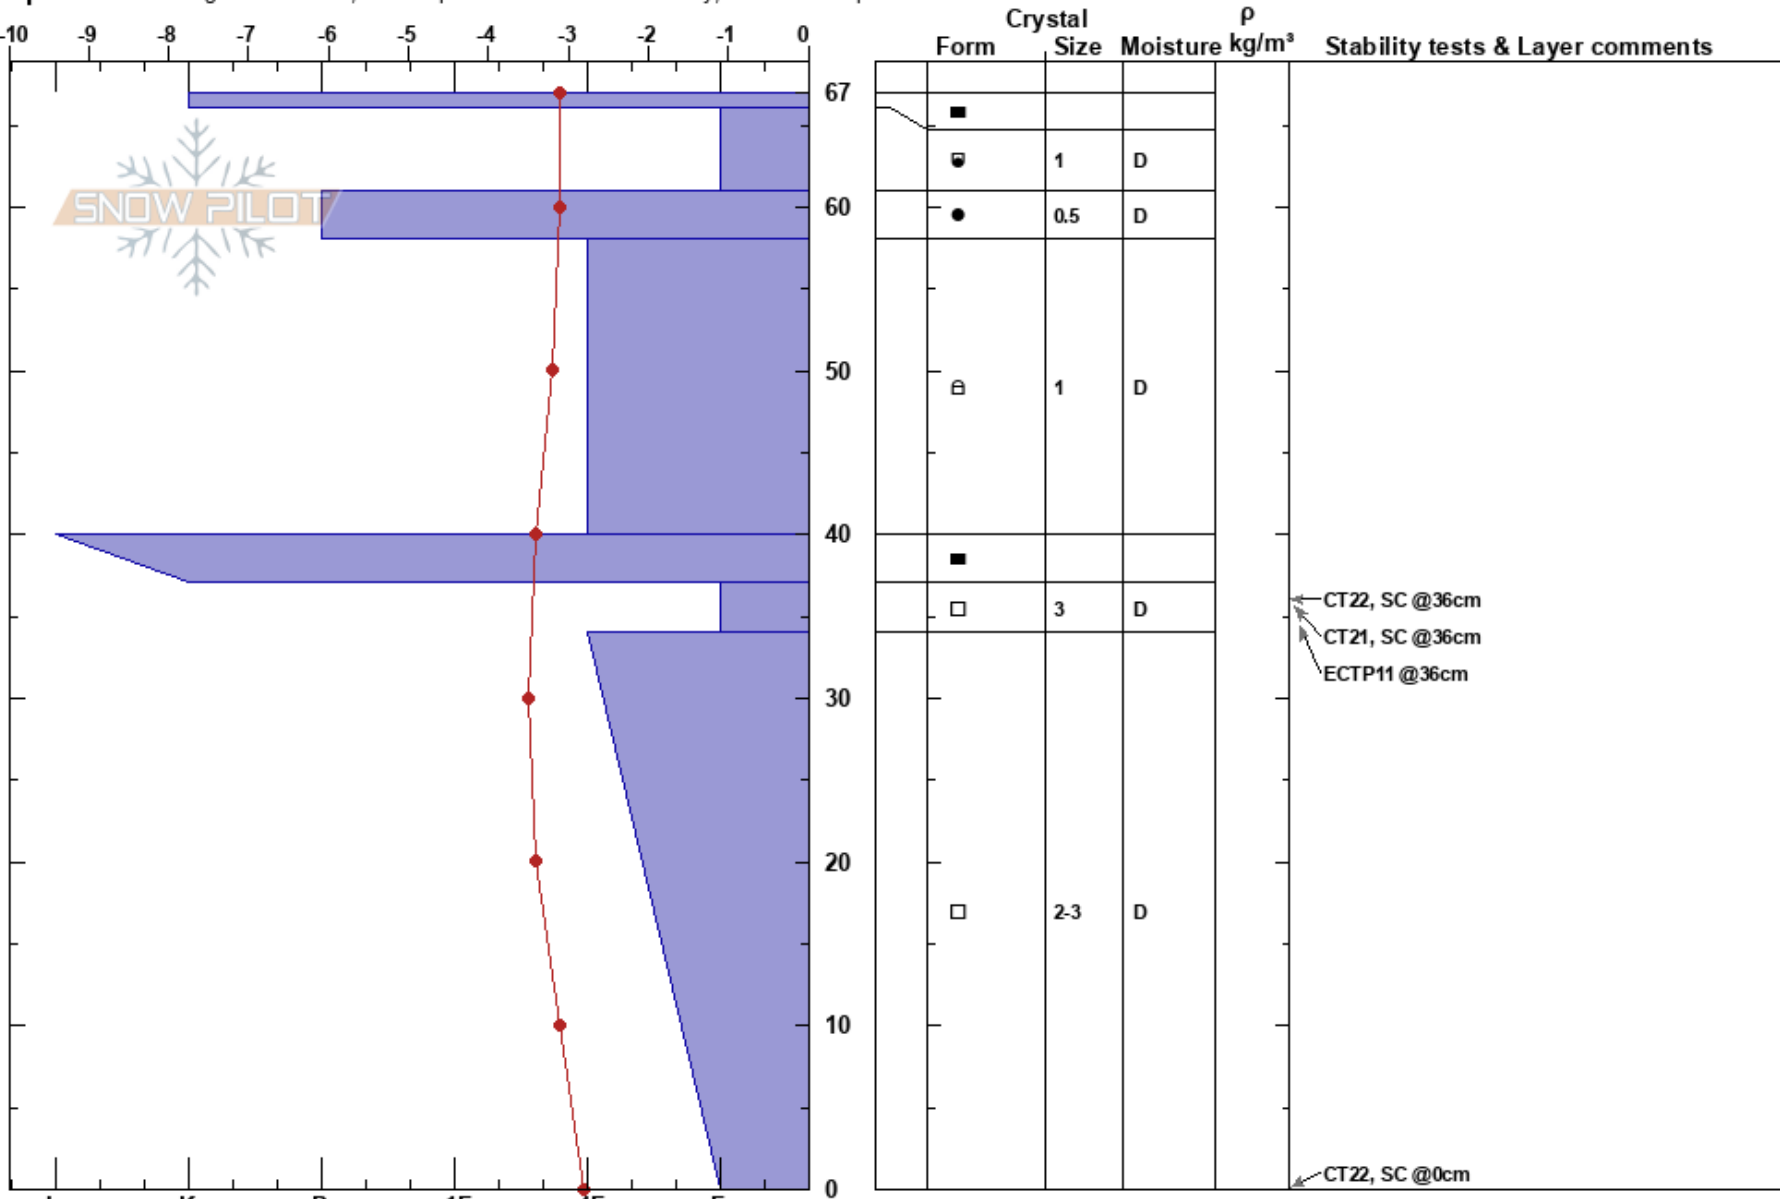 Crystal ρ
-10 -9 -8 -7 -6 -5 -4 -3 -2 -1 0 Form Size Moisture kg/m³ Stability tests & Layer comments
67
1 D
SNOW PILOT 60 0.5 D
50
1 D
40
CT22, SC @36cm
3 D
CT21, SC @36cm
ECTP11 @36cm
30
20
2-3 D
10
CT22, SC @0cm
0